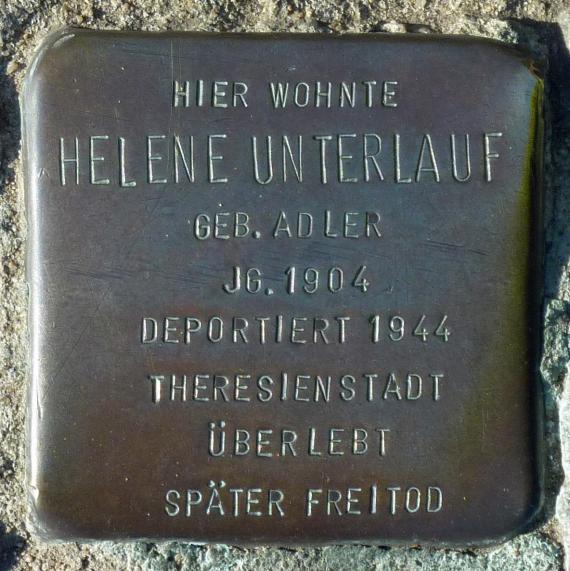 HIER WOHNTE
HELENE UNTERLAUF
GEB. ADLER
JG. 1904
DEPORTIERT 1944
THERESIENSTADT
ÜBERLEBT
SPÄTER FREITOD